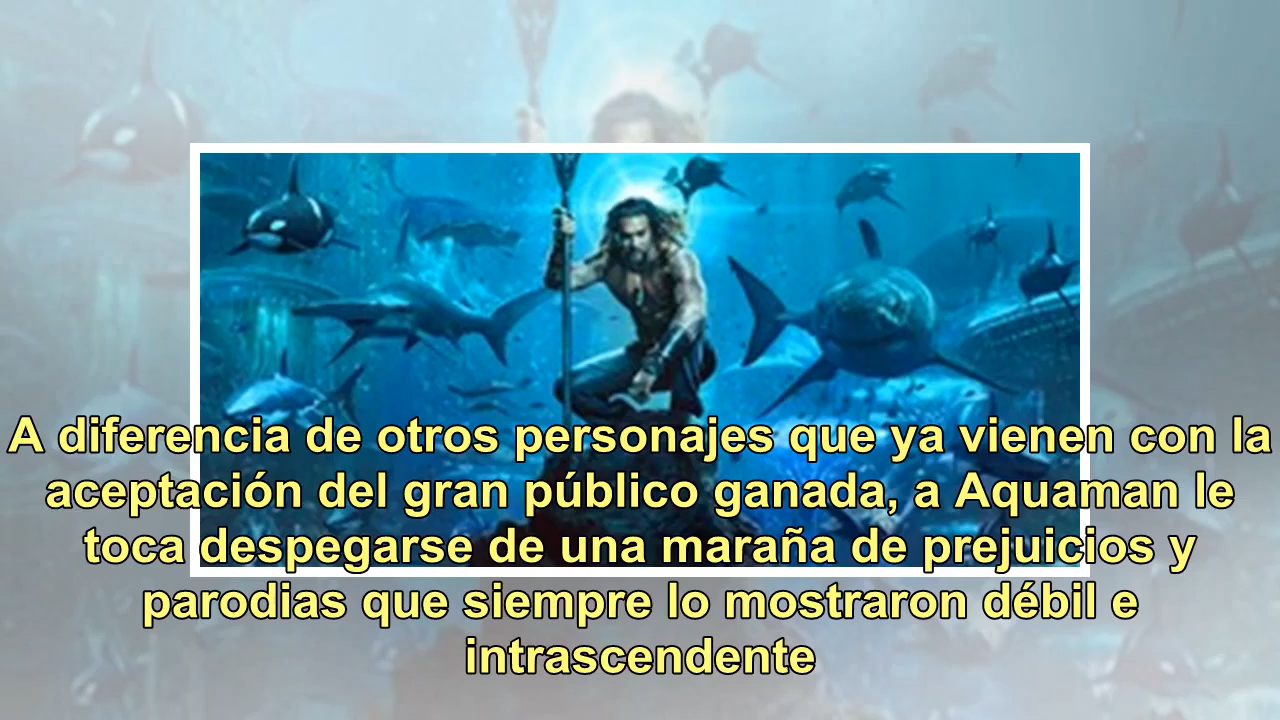 A diferencia de otros personajes que ya vienen con la
aceptación del gran público ganada, a Aquaman le
toca despegarse de una maraña de prejuicios y
parodias que siempre lo mostraron débil e
intrascendente